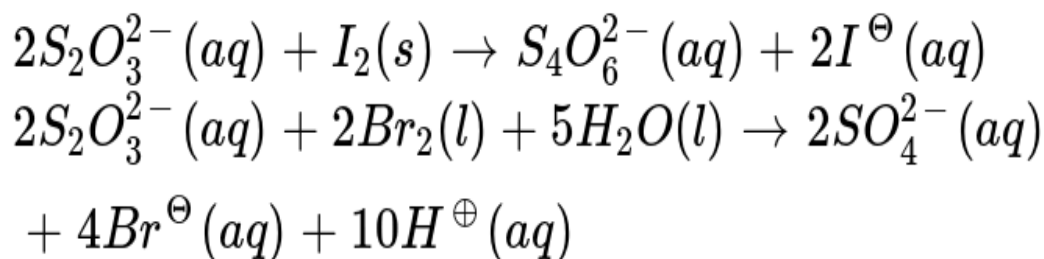 2S₂O₃²⁻ (aq) + I₂(s) → S₄O₆²⁻ (aq) + 2I^Θ (aq)
2S₂O₃²⁻ (aq) + 2Br₂(l) + 5H₂O(l) → 2SO₄²⁻ (aq)
+ 4Br^Θ (aq) + 10H^⊕ (aq)